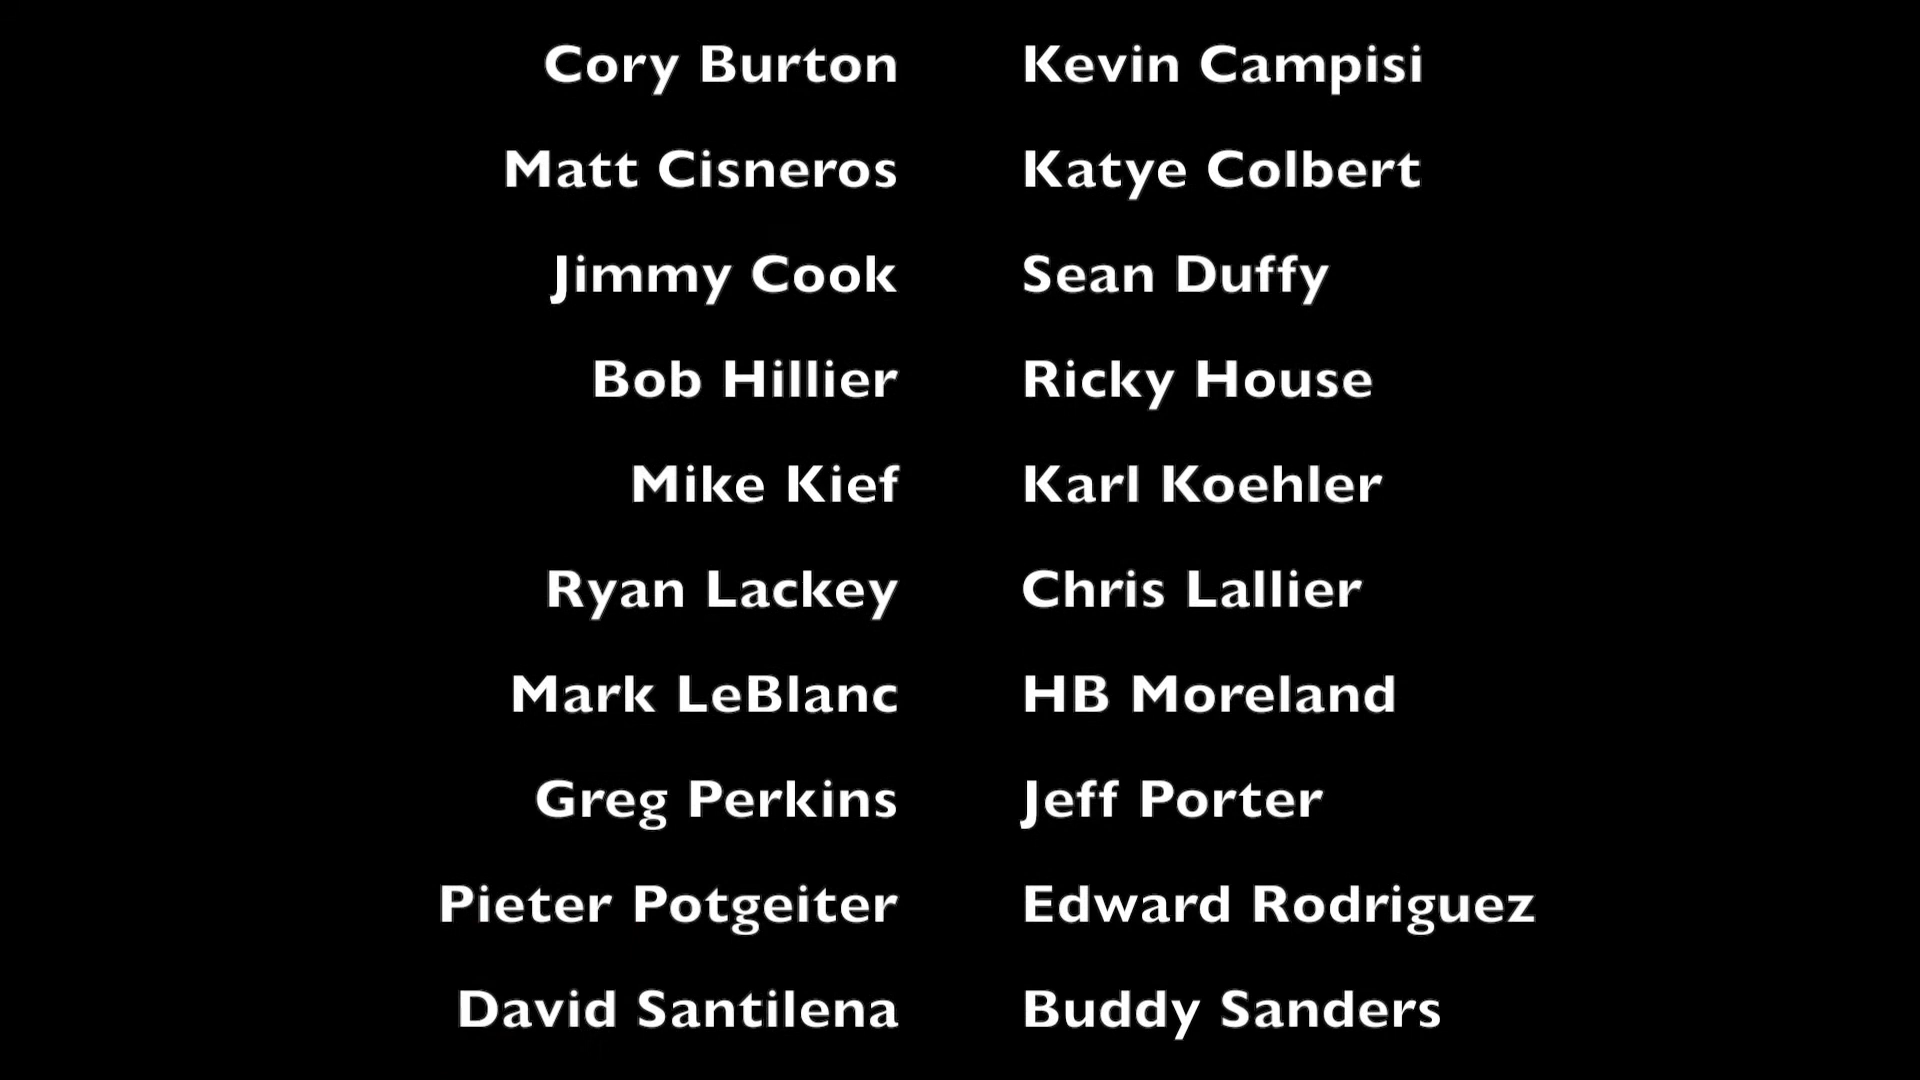 Cory Burton Kevin Campisi
Matt Cisneros Katye Colbert
Jimmy Cook Sean Duffy
Bob Hillier Ricky House
Mike Kief Karl Koehler
Ryan Lackey Chris Lallier
Mark LeBlanc HB Moreland
Greg Perkins Jeff Porter
Pieter Potgeiter Edward Rodriguez
David Santilena Buddy Sanders